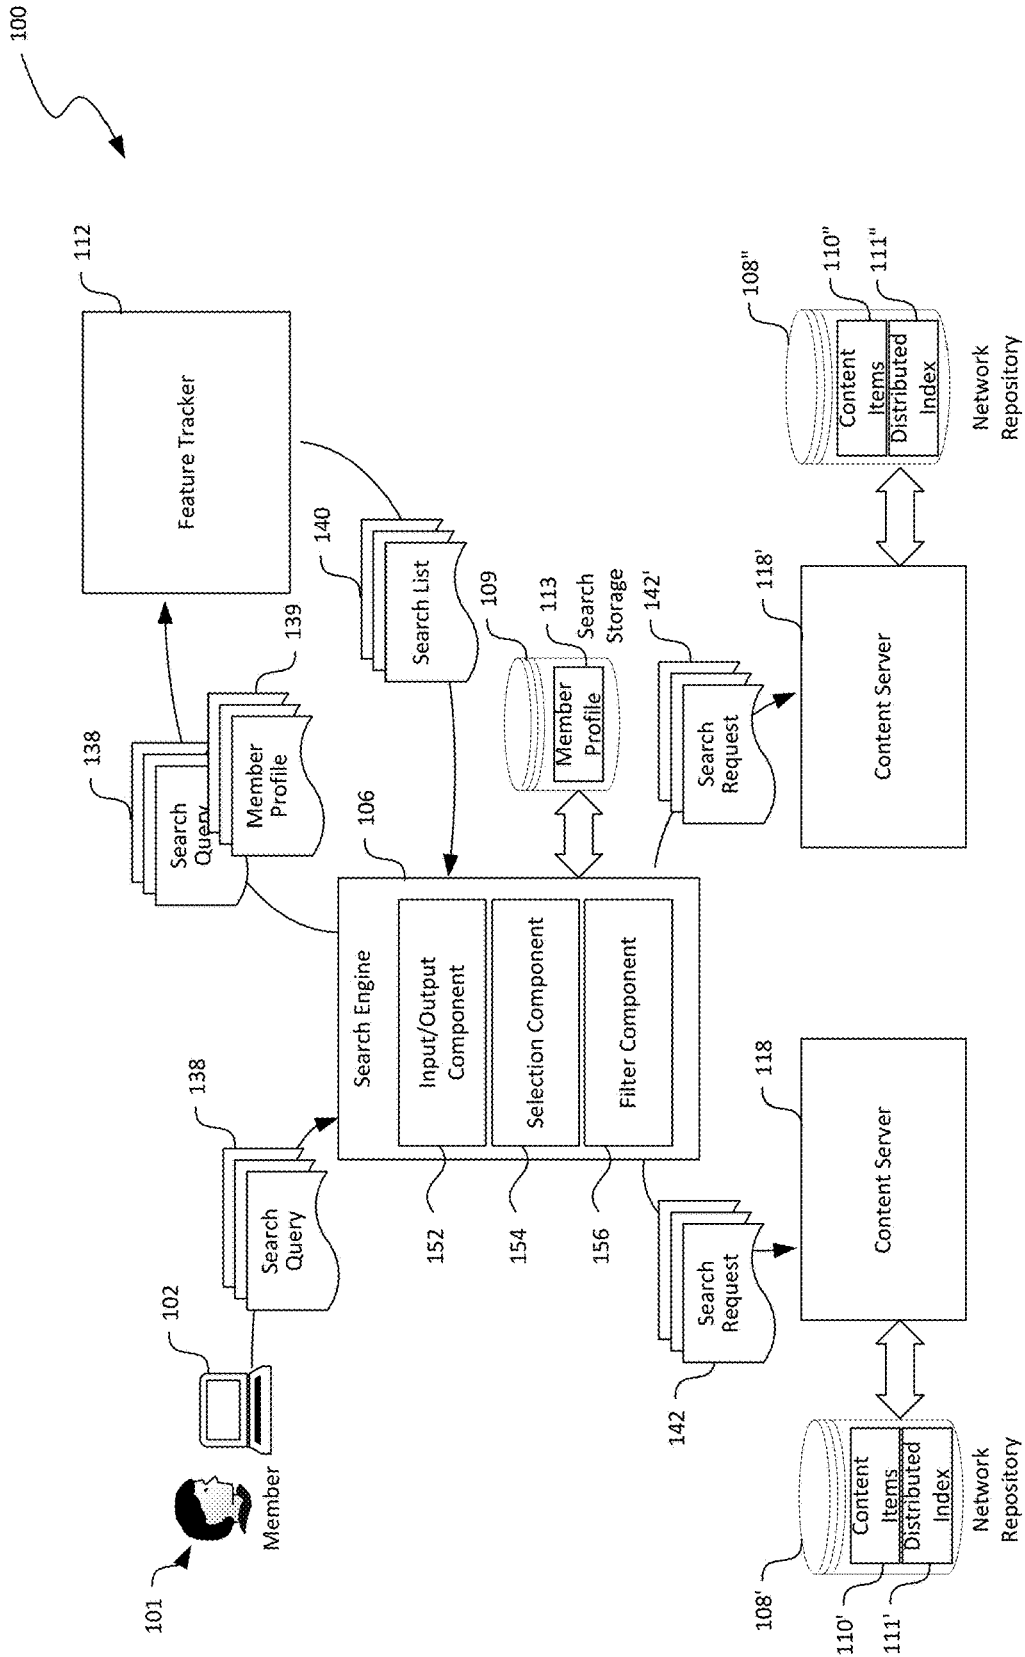 100
112
138
101
102
138
Member
Search
Query
Search
Query
139
Member
Profile
Feature Tracker
140
Search List
106
Search Engine
152
Input/Output
Component
154
Selection Component
156
Filter Component
109
113
Member
Profile
Search
Storage
142
Search
Request
142'
Search
Request
108'
110'
111'
Content
Items
Distributed
Index
Network
Repository
118
Content Server
118'
Content Server
108"
110"
111"
Content
Items
Distributed
Index
Network
Repository